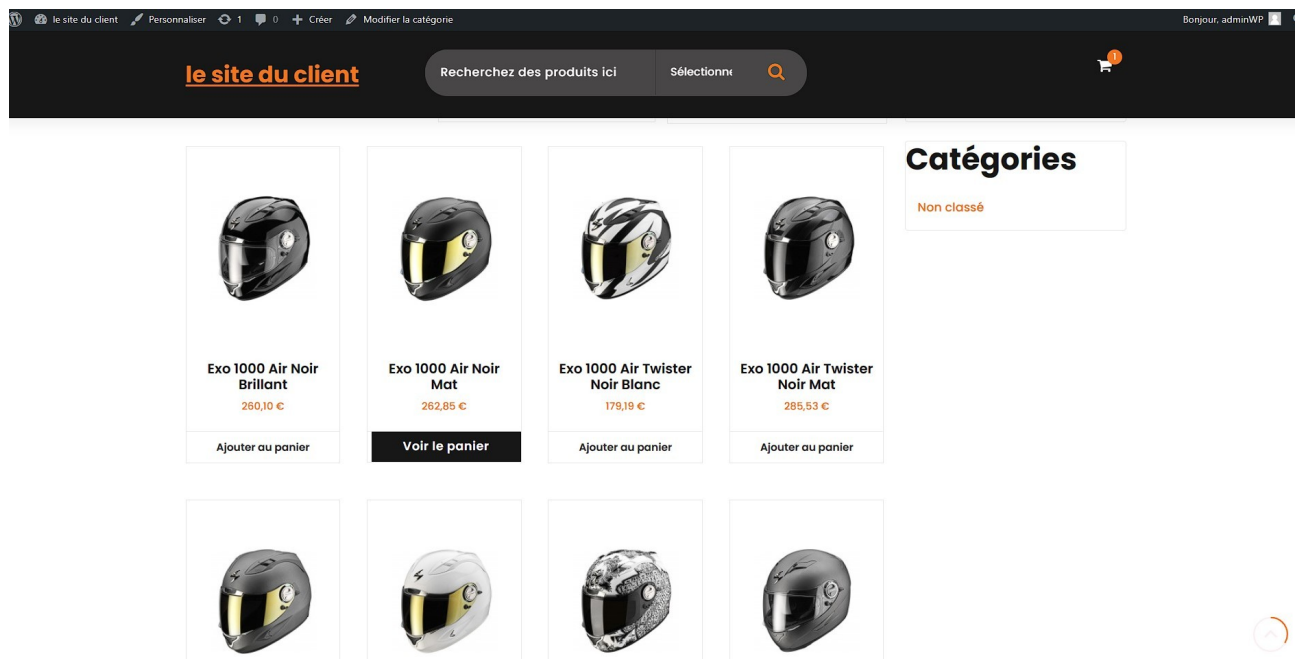 le site du client Personnaliser 1 0 Créer Modifier la catégorie Bonjour, adminWP
le site du client Recherchez des produits ici Sélectionne 1
Catégories
Non classé
Exo 1000 Air Noir Brillant
260,10 €
Ajouter au panier
Exo 1000 Air Noir Mat
262,85 €
Voir le panier
Exo 1000 Air Twister Noir Blanc
179,19 €
Ajouter au panier
Exo 1000 Air Twister Noir Mat
285,53 €
Ajouter au panier